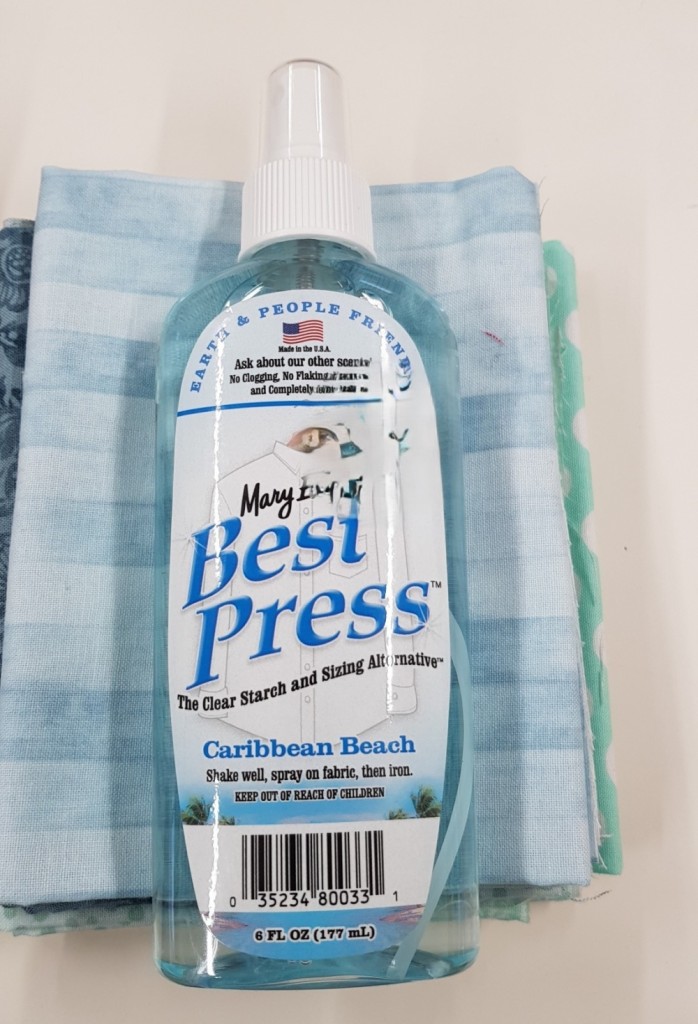 EARTH & PEOPLE FRIEND
Made in the U.S.A.
Ask about our other scents!
No Clogging, No Flaking,
and Completely
Mary
Best
Press™
The Clear Starch and Sizing Alternative™
Caribbean Beach
Shake well, spray on fabric, then iron.
KEEP OUT OF REACH OF CHILDREN
0 35234 80033 1
6 FL OZ (177 mL)